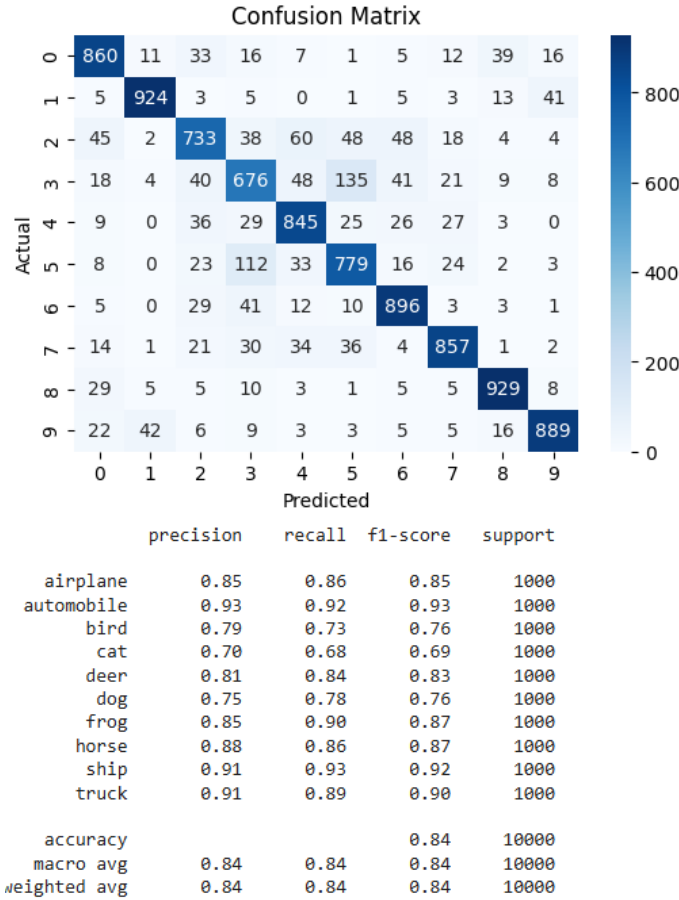 Confusion Matrix
0 860 11 33 16 7 1 5 12 39 16
1 5 924 3 5 0 1 5 3 13 41
2 45 2 733 38 60 48 48 18 4 4
3 18 4 40 676 48 135 41 21 9 8
4 9 0 36 29 845 25 26 27 3 0
5 8 0 23 112 33 779 16 24 2 3
6 5 0 29 41 12 10 896 3 3 1
7 14 1 21 30 34 36 4 857 1 2
8 29 5 5 10 3 1 5 5 929 8
9 22 42 6 9 3 3 5 5 16 889
0 1 2 3 4 5 6 7 8 9
Actual
Predicted
800
600
400
200
0
precision recall f1-score support
airplane 0.85 0.86 0.85 1000
automobile 0.93 0.92 0.93 1000
bird 0.79 0.73 0.76 1000
cat 0.70 0.68 0.69 1000
deer 0.81 0.84 0.83 1000
dog 0.75 0.78 0.76 1000
frog 0.85 0.90 0.87 1000
horse 0.88 0.86 0.87 1000
ship 0.91 0.93 0.92 1000
truck 0.91 0.89 0.90 1000
accuracy 0.84 10000
macro avg 0.84 0.84 0.84 10000
weighted avg 0.84 0.84 0.84 10000